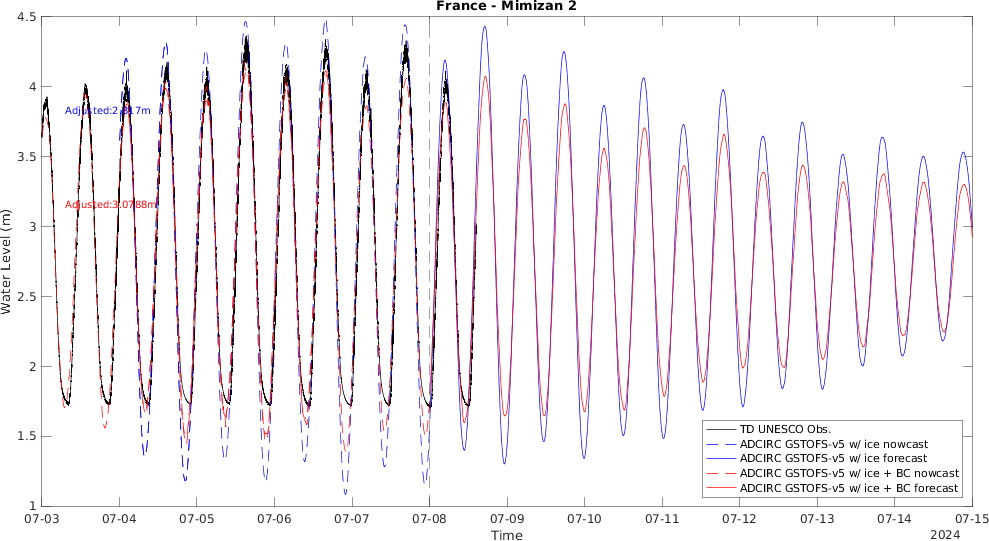 France - Mimizan 2
Water Level (m)
4.5
4
3.5
3
2.5
2
1.5
1
Adjusted:3.0788m
07-03
07-04
07-05
07-06
07-07
07-08
07-09
07-10
07-11
07-12
07-13
07-14
07-15
Time
2024
TD UNESCO Obs.
ADCIRC GSTOFS-v5 w/ ice nowcast
ADCIRC GSTOFS-v5 w/ ice forecast
ADCIRC GSTOFS-v5 w/ ice + BC nowcast
ADCIRC GSTOFS-v5 w/ ice + BC forecast